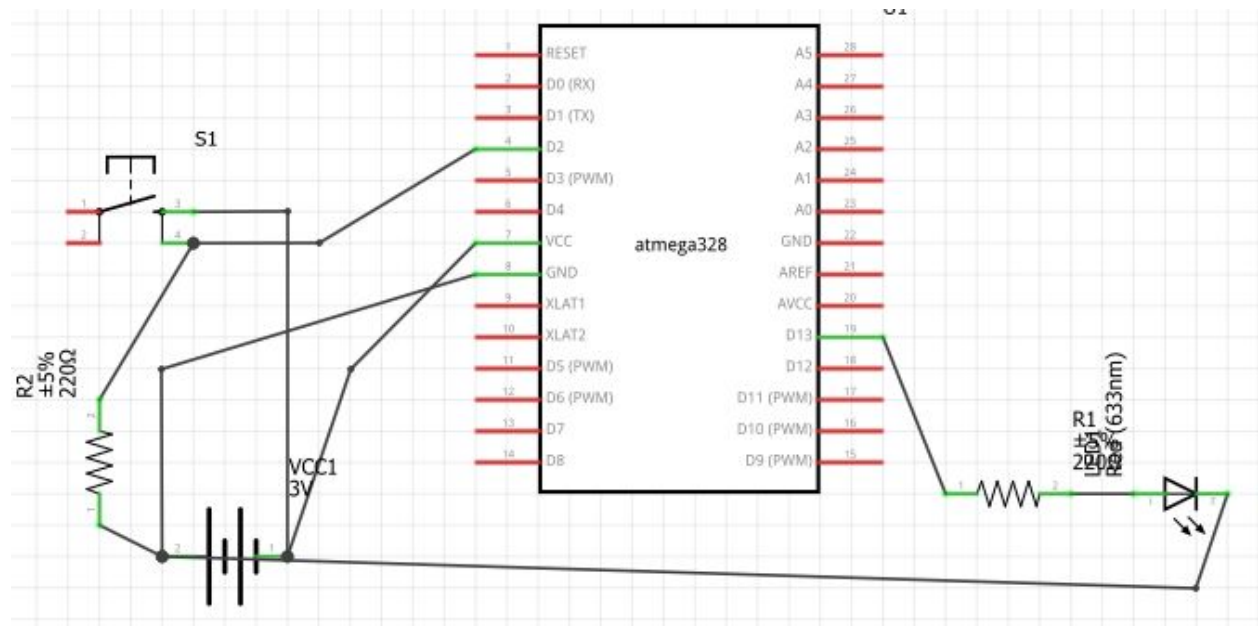 S1
1
2
3
4
R2
±5%
220Ω
2
1
VCC1
3V
2
1
atmega328
1 RESET
2 D0 (RX)
3 D1 (TX)
4 D2
5 D3 (PWM)
6 D4
7 VCC
8 GND
9 XLAT1
10 XLAT2
11 D5 (PWM)
12 D6 (PWM)
13 D7
14 D8
A5 28
A4 27
A3 26
A2 25
A1 24
A0 23
GND 22
AREF 21
AVCC 20
D13 19
D12 18
D11 (PWM) 17
D10 (PWM) 16
D9 (PWM) 15
R1
±5%
220Ω
(633nm)
1
2
1